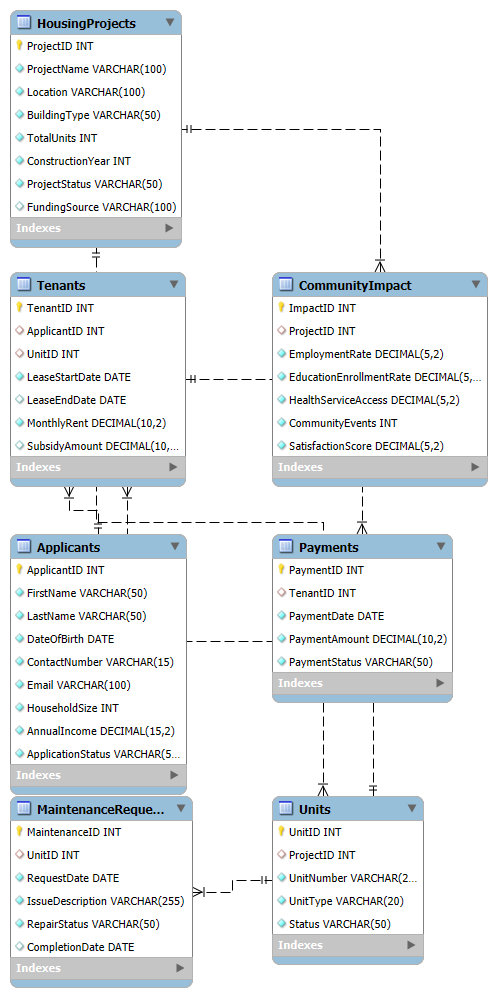 HousingProjects
ProjectID INT
ProjectName VARCHAR(100)
Location VARCHAR(100)
BuildingType VARCHAR(50)
TotalUnits INT
ConstructionYear INT
ProjectStatus VARCHAR(50)
FundingSource VARCHAR(100)
Indexes
Tenants
TenantID INT
ApplicantID INT
UnitID INT
LeaseStartDate DATE
LeaseEndDate DATE
MonthlyRent DECIMAL(10,2)
SubsidyAmount DECIMAL(10,...
Indexes
CommunityImpact
ImpactID INT
ProjectID INT
EmploymentRate DECIMAL(5,2)
EducationEnrollmentRate DECIMAL(5,...
HealthServiceAccess DECIMAL(5,2)
CommunityEvents INT
SatisfactionScore DECIMAL(5,2)
Indexes
Applicants
ApplicantID INT
FirstName VARCHAR(50)
LastName VARCHAR(50)
DateOfBirth DATE
ContactNumber VARCHAR(15)
Email VARCHAR(100)
HouseholdSize INT
AnnualIncome DECIMAL(15,2)
ApplicationStatus VARCHAR(5...
Indexes
Payments
PaymentID INT
TenantID INT
PaymentDate DATE
PaymentAmount DECIMAL(10,2)
PaymentStatus VARCHAR(50)
Indexes
MaintenanceReque...
MaintenanceID INT
UnitID INT
RequestDate DATE
IssueDescription VARCHAR(255)
RepairStatus VARCHAR(50)
CompletionDate DATE
Indexes
Units
UnitID INT
ProjectID INT
UnitNumber VARCHAR(2...
UnitType VARCHAR(20)
Status VARCHAR(50)
Indexes